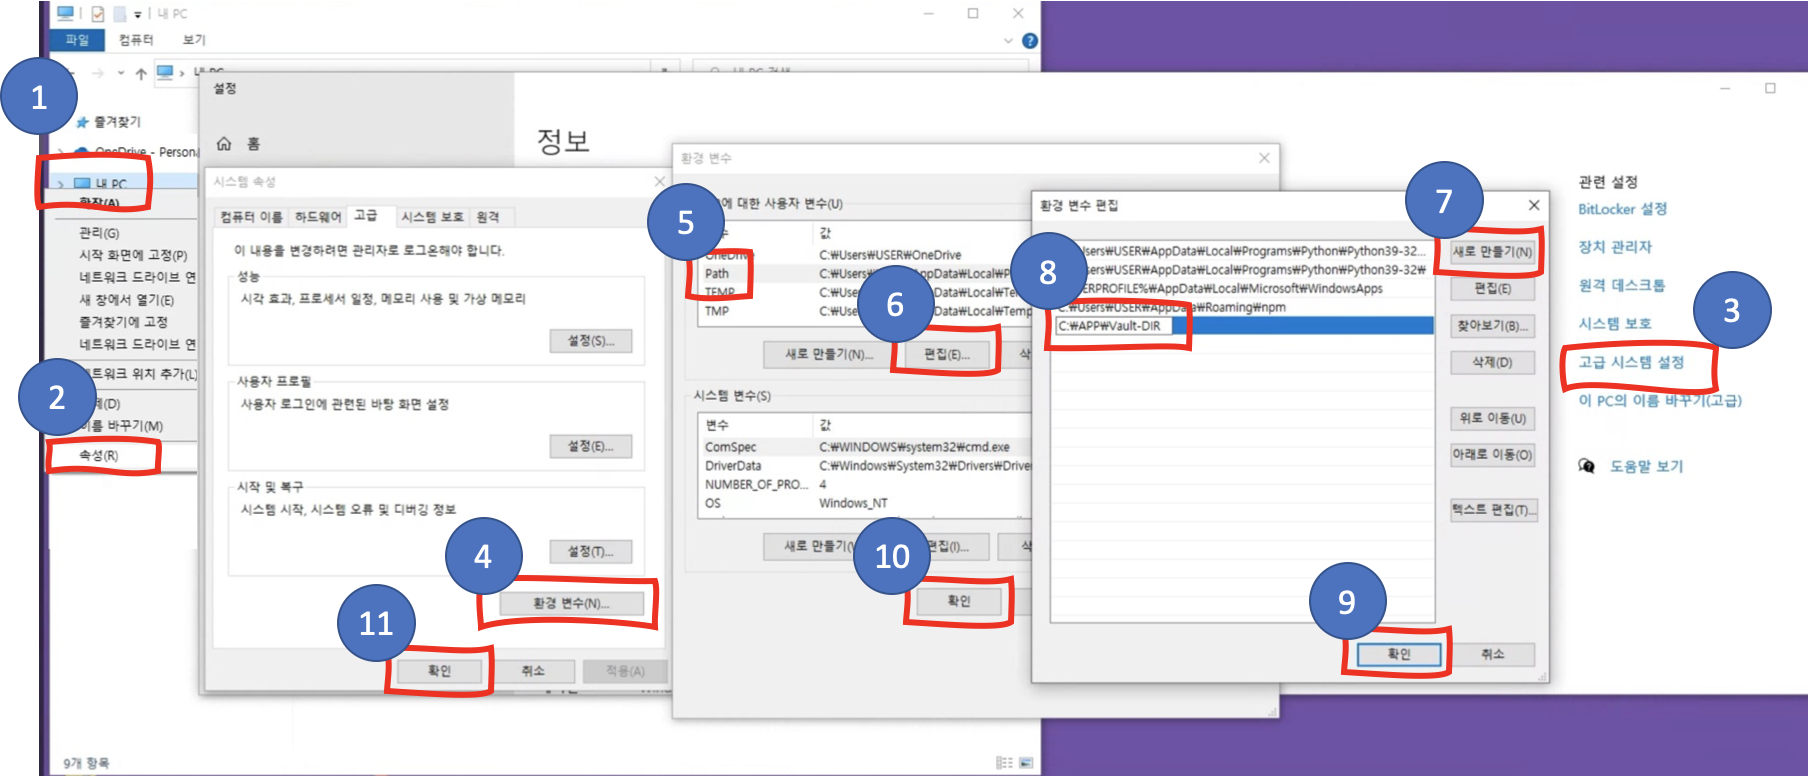 내 PC
파일 컴퓨터 보기
내 PC
내 PC 검색
1
즐겨찾기
OneDrive - Persona
내 PC
확장(A)
관리(G)
시작 화면에 고정(P)
네트워크 드라이브 연
새 창에서 열기(E)
즐겨찾기에 고정
네트워크 드라이브 연
네트워크 위치 추가(L)
2
제(D)
이름 바꾸기(M)
속성(R)
9개 항목
설정
홈
정보
시스템 속성
컴퓨터 이름 하드웨어 고급 시스템 보호 원격
이 내용을 변경하려면 관리자로 로그온해야 합니다.
성능
시각 효과, 프로세서 일정, 메모리 사용 및 가상 메모리
설정(S)...
사용자 프로필
사용자 로그인에 관련된 바탕 화면 설정
설정(E)...
시작 및 복구
시스템 시작, 시스템 오류 및 디버깅 정보
설정(T)...
4
환경 변수(N)...
11
확인 취소 적용(A)
환경 변수
5
에 대한 사용자 변수(U)
수 값
OneDrive C:₩Users₩USER₩OneDrive
Path C:₩Users₩USER₩AppData₩Local₩P
TEMP C:₩Users₩USER₩AppData₩Local₩Te
TMP C:₩Users₩USER₩AppData₩Local₩Temp
6
새로 만들기(N)... 편집(E)... 삭
시스템 변수(S)
변수 값
ComSpec C:₩WINDOWS₩system32₩cmd.exe
DriverData C:₩Windows₩System32₩Drivers₩Drive
NUMBER_OF_PRO... 4
OS Windows_NT
새로 만들기( 편집(I)... 삭
10
확인
환경 변수 편집
7
8
Users₩USER₩AppData₩Local₩Programs₩Python₩Python39-32...
Users₩USER₩AppData₩Local₩Programs₩Python₩Python39-32₩
ERPROFILE%₩AppData₩Local₩Microsoft₩WindowsApps
C:₩Users₩USER₩AppData₩Roaming₩npm
C:₩APP₩Vault-DIR
새로 만들기(N)
편집(E)
찾아보기(B)...
삭제(D)
위로 이동(U)
아래로 이동(O)
텍스트 편집(T)...
9
확인 취소
관련 설정
BitLocker 설정
장치 관리자
원격 데스크톱
시스템 보호
3
고급 시스템 설정
이 PC의 이름 바꾸기(고급)
도움말 보기